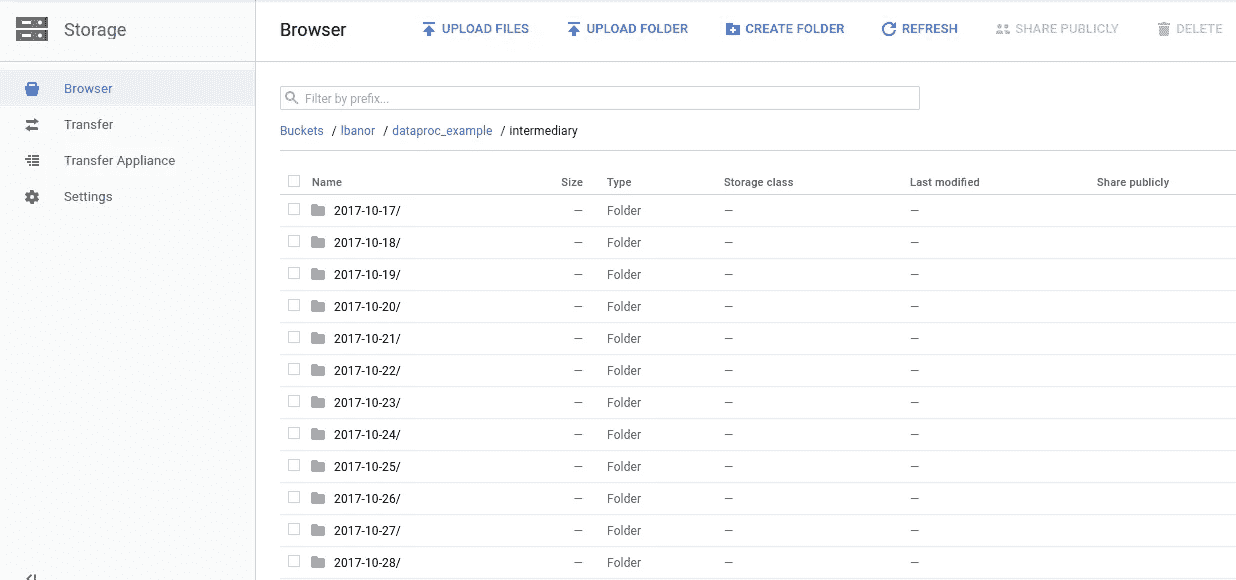 Storage
Browser UPLOAD FILES UPLOAD FOLDER CREATE FOLDER REFRESH SHARE PUBLICLY DELETE
Browser
Transfer
Transfer Appliance
Settings
Filter by prefix...
Buckets / lbanor / dataproc_example / intermediary
Name Size Type Storage class Last modified Share publicly
2017-10-17/ — Folder — —
2017-10-18/ — Folder — —
2017-10-19/ — Folder — —
2017-10-20/ — Folder — —
2017-10-21/ — Folder — —
2017-10-22/ — Folder — —
2017-10-23/ — Folder — —
2017-10-24/ — Folder — —
2017-10-25/ — Folder — —
2017-10-26/ — Folder — —
2017-10-27/ — Folder — —
2017-10-28/ — Folder — —